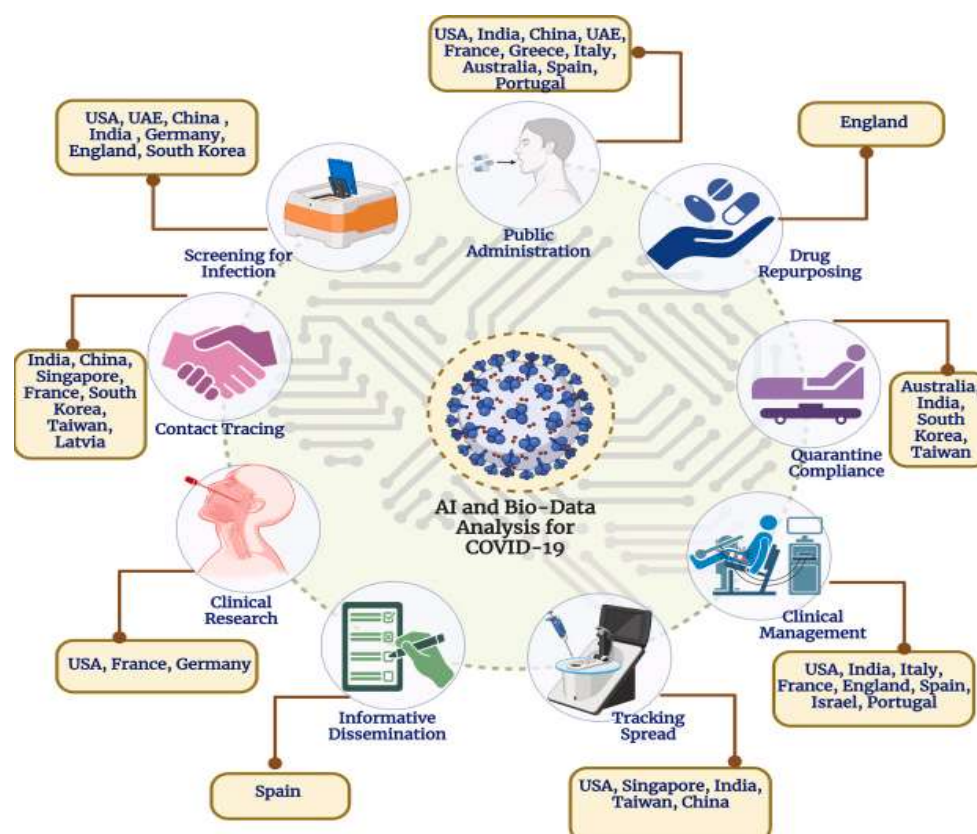 USA, India, China, UAE,
France, Greece, Italy,
Australia, Spain,
Portugal
USA, UAE, China ,
India , Germany,
England, South Korea
England
Public
Administration
Screening for
Infection
Drug
Repurposing
India, China,
Singapore,
France, South
Korea,
Taiwan,
Latvia
Contact Tracing
Australia,
India,
South
Korea,
Taiwan
Quarantine
Compliance
AI and Bio-Data
Analysis for
COVID-19
Clinical
Research
Clinical
Management
USA, France, Germany
USA, India, Italy,
France, England, Spain,
Israel, Portugal
Informative
Dissemination
Tracking
Spread
Spain
USA, Singapore, India,
Taiwan, China